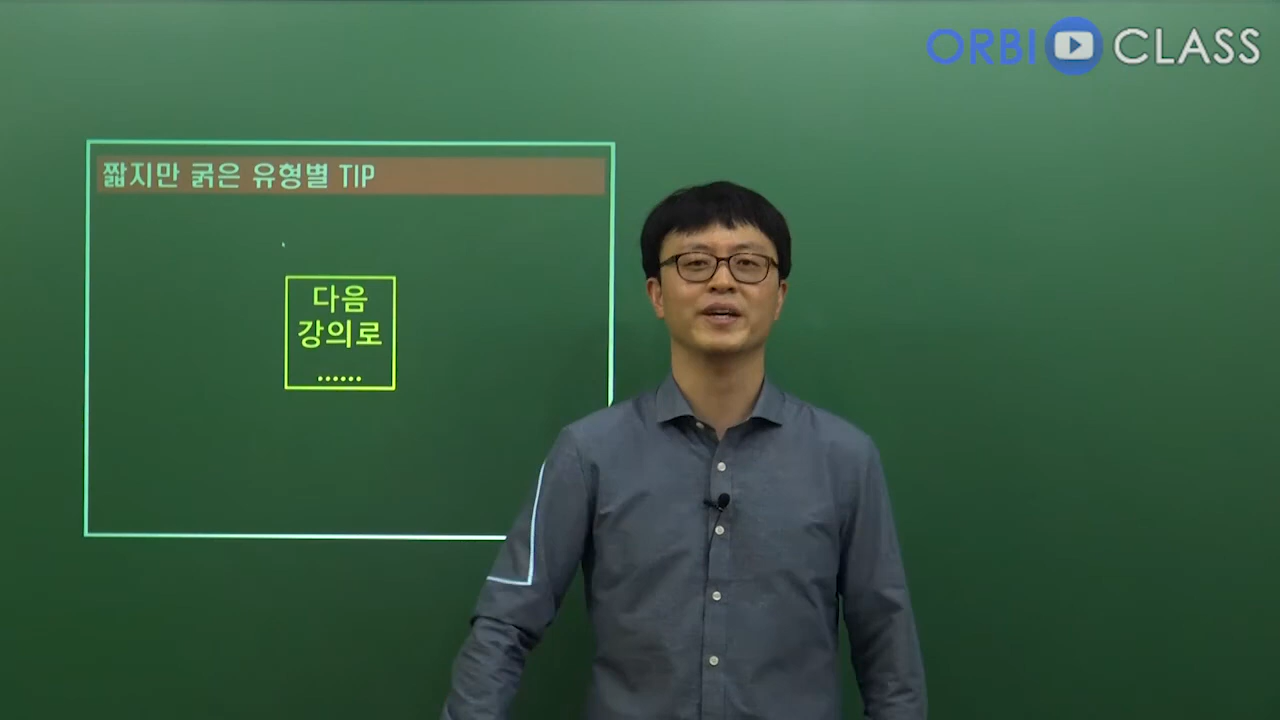 ORBI CLASS
짧지만 굵은 유형별 TIP
다음
강의로
......